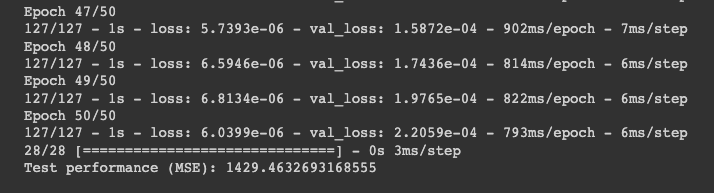 Epoch 47/50
127/127 - 1s - loss: 5.7393e-06 - val_loss: 1.5872e-04 - 902ms/epoch - 7ms/step
Epoch 48/50
127/127 - 1s - loss: 6.5946e-06 - val_loss: 1.7436e-04 - 814ms/epoch - 6ms/step
Epoch 49/50
127/127 - 1s - loss: 6.8134e-06 - val_loss: 1.9765e-04 - 822ms/epoch - 6ms/step
Epoch 50/50
127/127 - 1s - loss: 6.0399e-06 - val_loss: 2.2059e-04 - 793ms/epoch - 6ms/step
28/28 [==============================] - 0s 3ms/step
Test performance (MSE): 1429.4632693168555